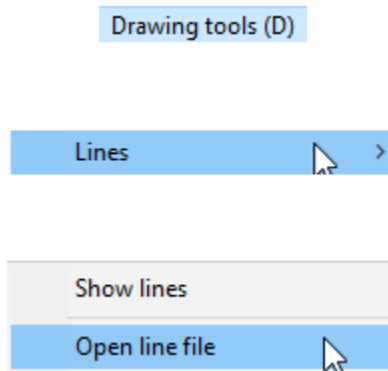 Drawing tools (D)
Lines
Show lines
Open line file